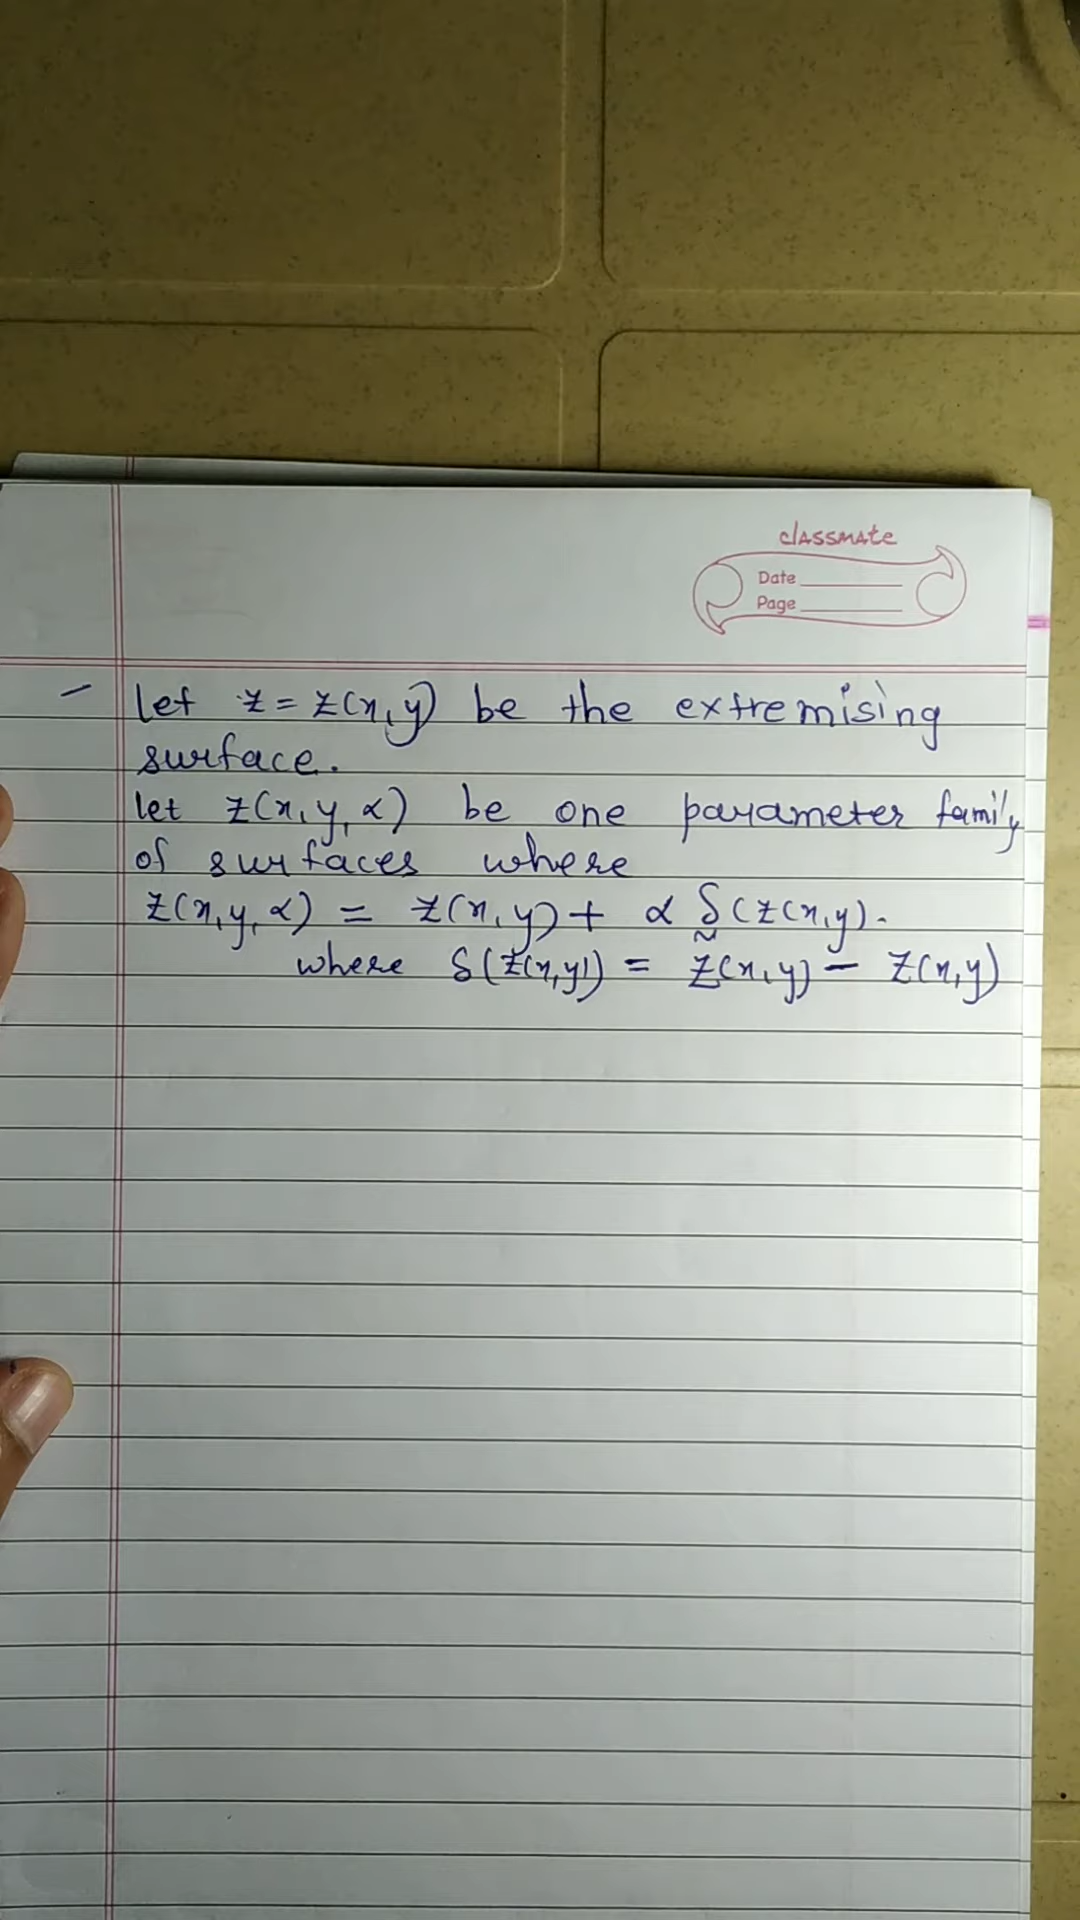 classmate
Date
Page
– let z = z(x,y) be the extremising
surface.
let z(x,y,α) be one parameter family
of surfaces where
z(x,y,α) = z(x,y) + α δ(z(x,y).
where δ(z(x,y)) = z̃(x,y) – z(x,y)